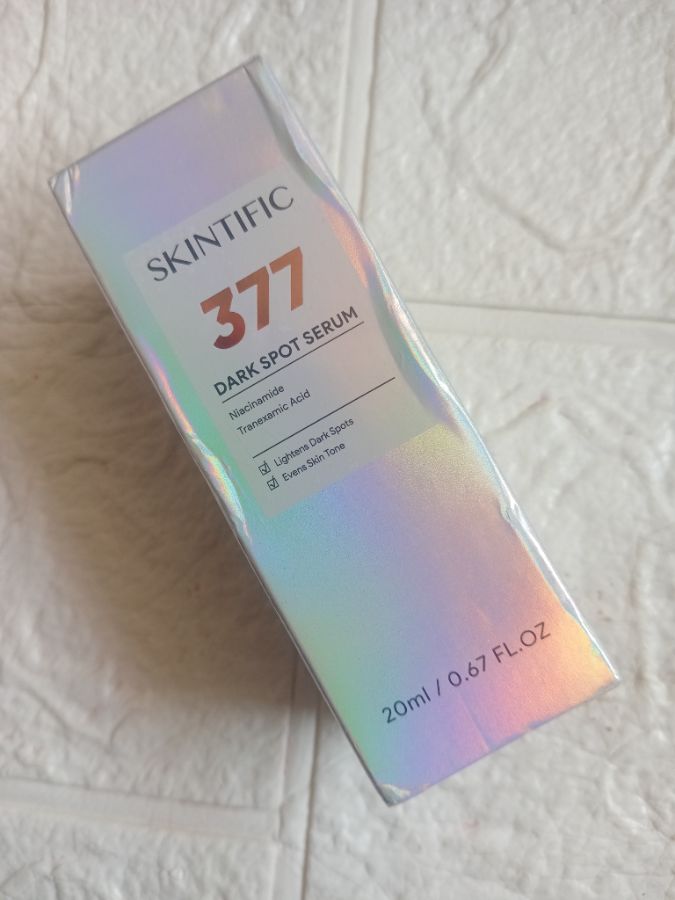 SKINTIFIC
377
DARK SPOT SERUM
Niacinamide
Tranexamic Acid
Lightens Dark Spots
Evens Skin Tone
20ml / 0.67 FL.OZ